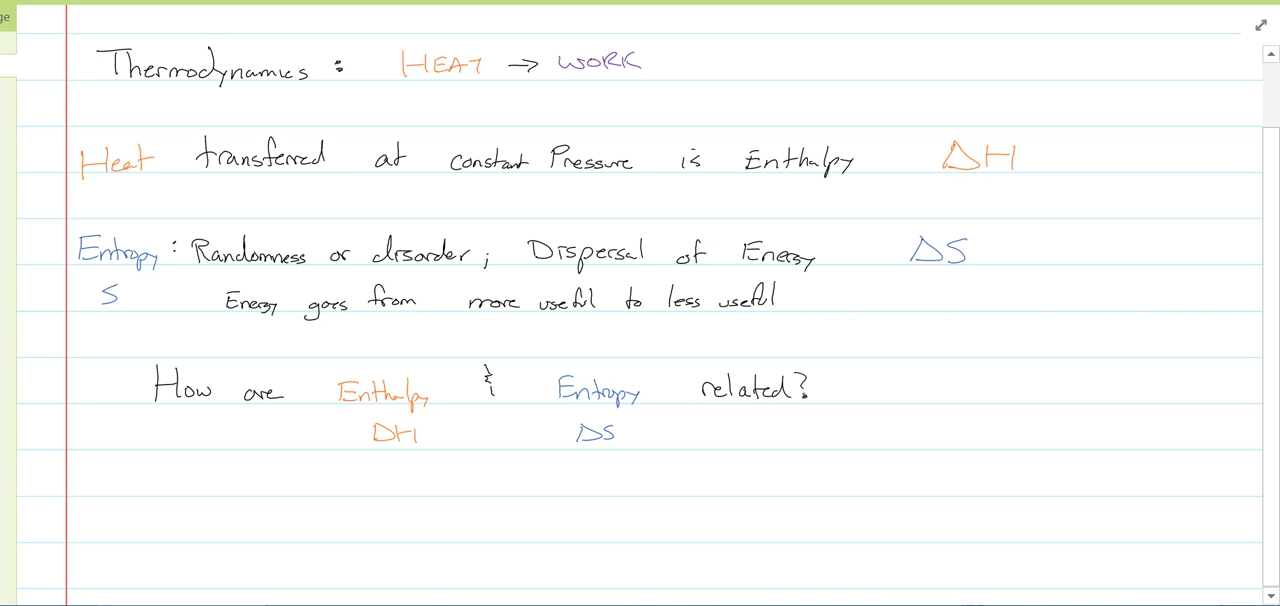 ge
Thermodynamics : HEAT → WORK
Heat transferred at constant Pressure is Enthalpy ΔH
Entropy : Randomness or disorder ; Dispersal of Energy ΔS
S Energy goes from more useful to less useful
How are Enthalpy & Entropy related?
ΔH ΔS